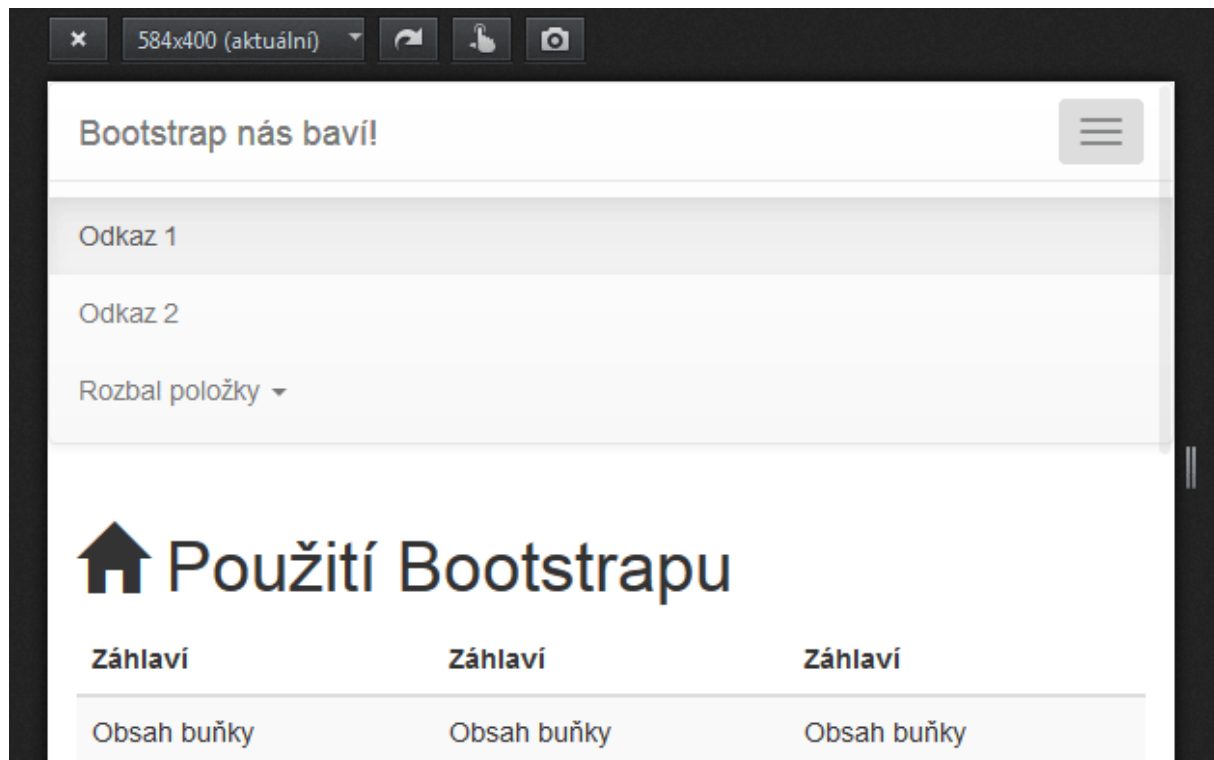 584x400 (aktuální)
Bootstrap nás baví!
Odkaz 1
Odkaz 2
Rozbal položky
Použití Bootstrapu
Záhlaví Záhlaví Záhlaví
Obsah buňky Obsah buňky Obsah buňky